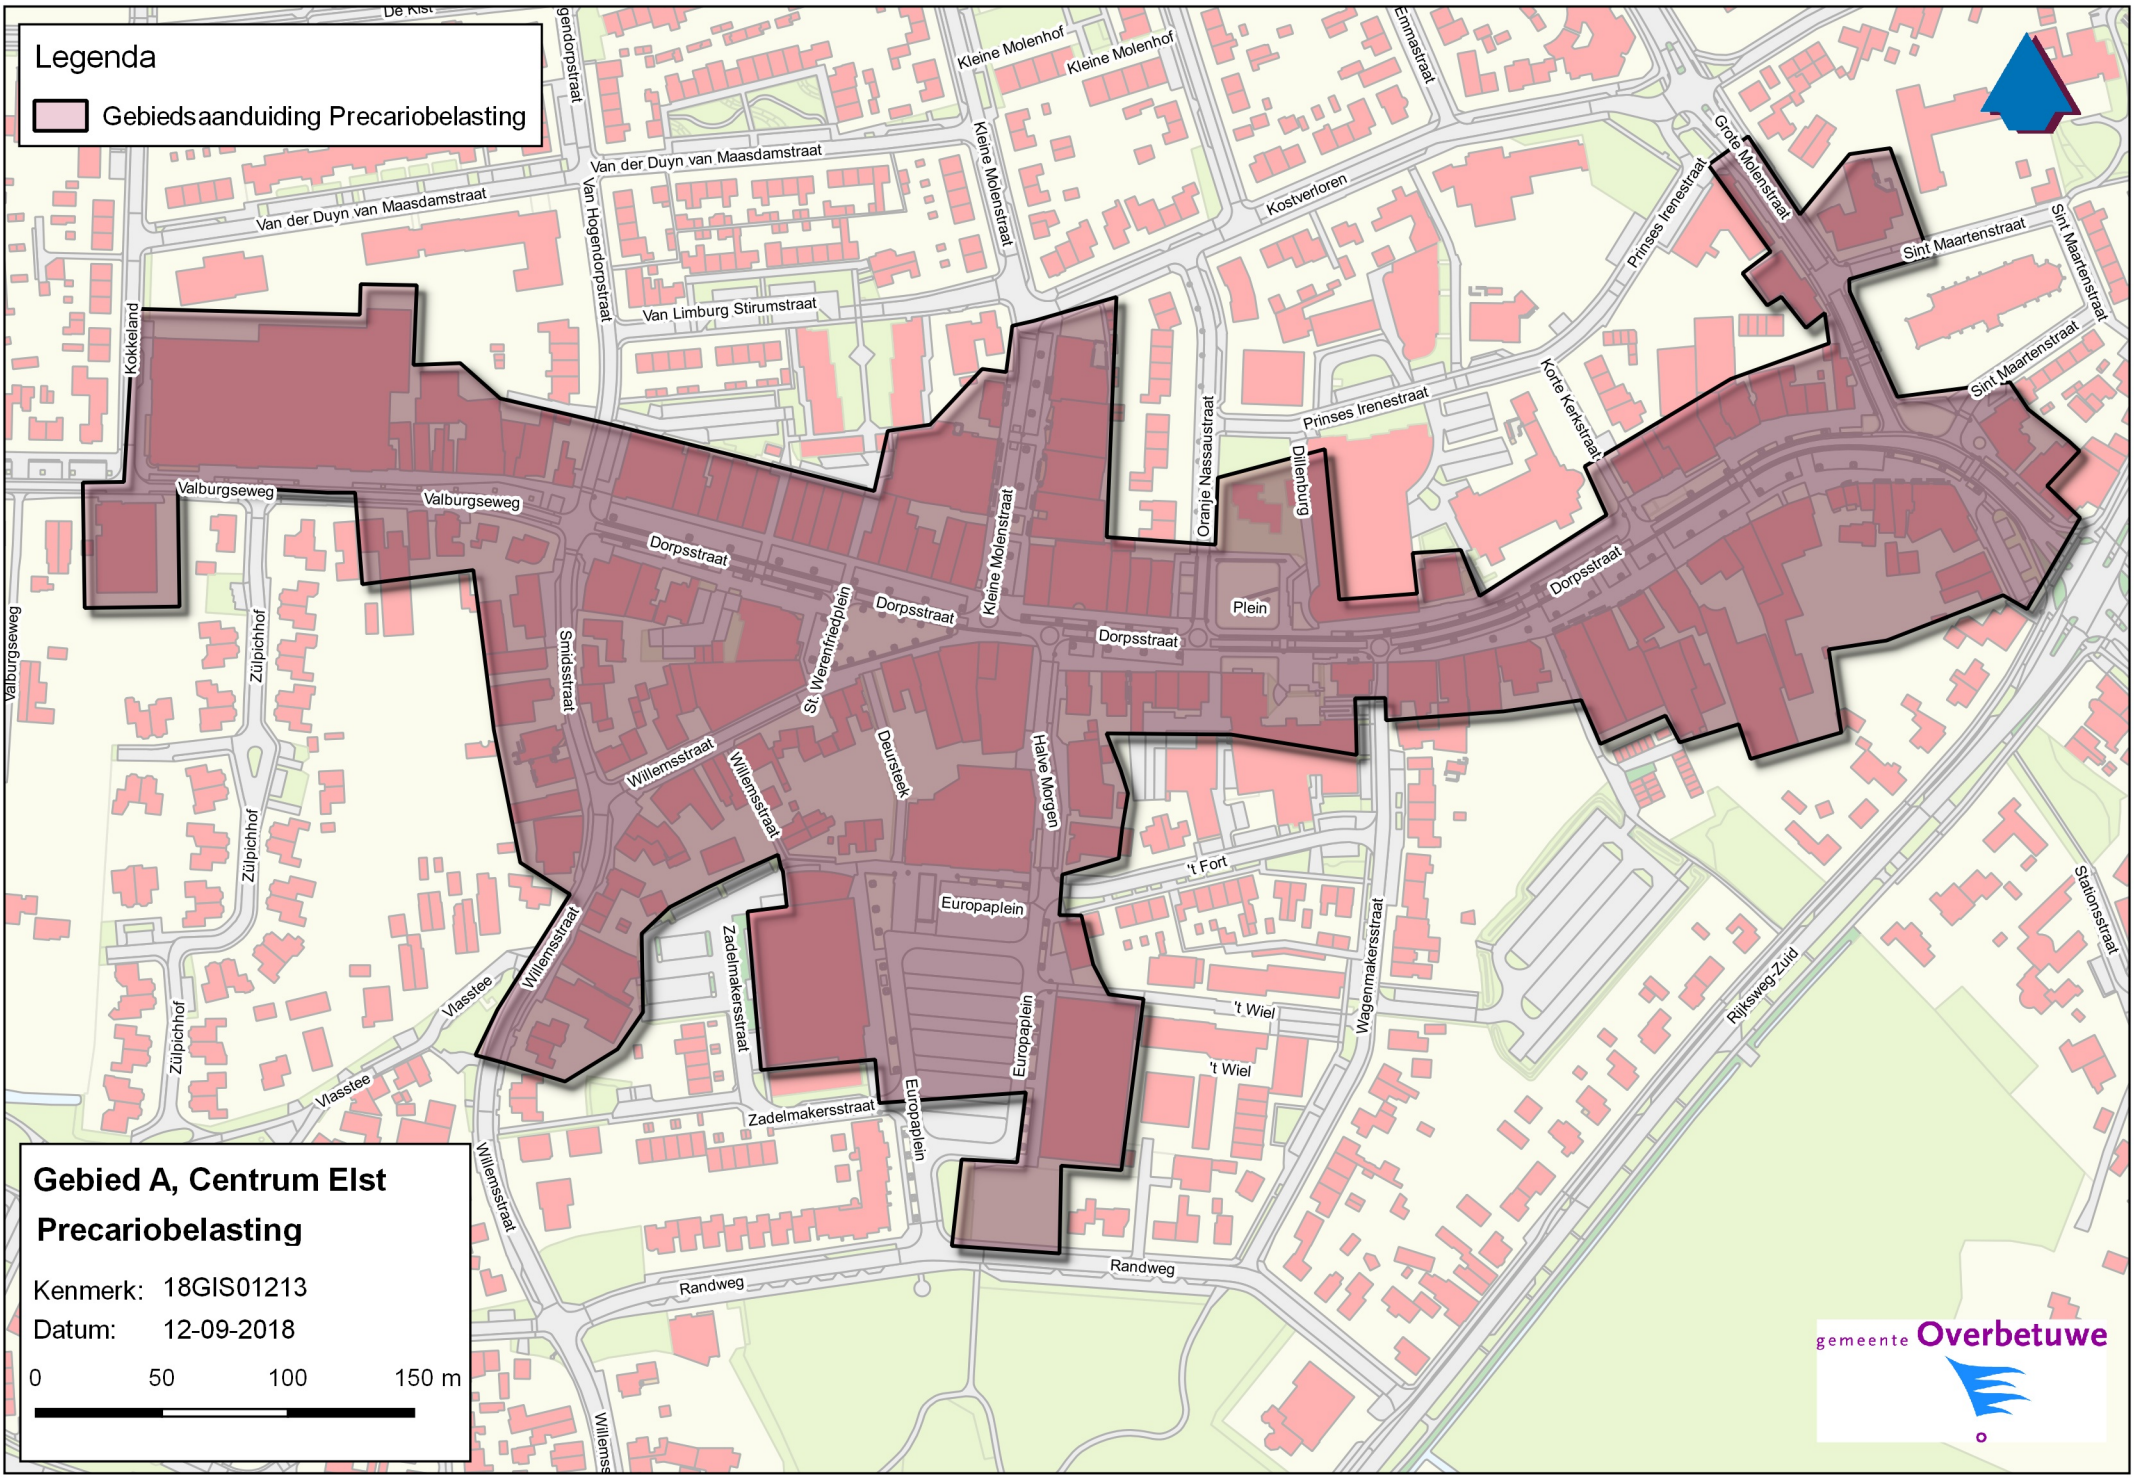 Legenda
Gebiedsaanduiding Precariobelasting
De Kist
Kleine Molenhof
Kleine Molenhof
Emmastraat
Van der Duyn van Maasdamstraat
Van der Duyn van Maasdamstraat
Van Hogendorpstraat
Kleine Molenstraat
Kostverloren
Grote Molenstraat
Prinses Irenestraat
Sint Maartenstraat
Sint Maartenstraat
Sint Maartenstraat
Van Limburg Stirumstraat
Kokkeland
Oranje Nassaustraat
Prinses Irenestraat
Korte Kerkstraat
Dillenburg
Valburgseweg
Valburgseweg
Valburgseweg
Dorpsstraat
Dorpsstraat
Dorpsstraat
Dorpsstraat
Kleine Molenstraat
Plein
St. Werenfriedplein
Smidsstraat
Zülpichhof
Zülpichhof
Zülpichhof
Willemsstraat
Willemsstraat
Deursteek
Halve Morgen
't Fort
Europaplein
Europaplein
Europaplein
Zadelmakersstraat
Zadelmakersstraat
Willemsstraat
Vlasstee
Vlasstee
't Wiel
't Wiel
Wagenmakersstraat
Rijksweg-Zuid
Stationsstraat
Willemsstraat
Randweg
Randweg
Gebied A, Centrum Elst
Precariobelasting
Kenmerk: 18GIS01213
Datum: 12-09-2018
0 50 100 150 m
gemeente Overbetuwe